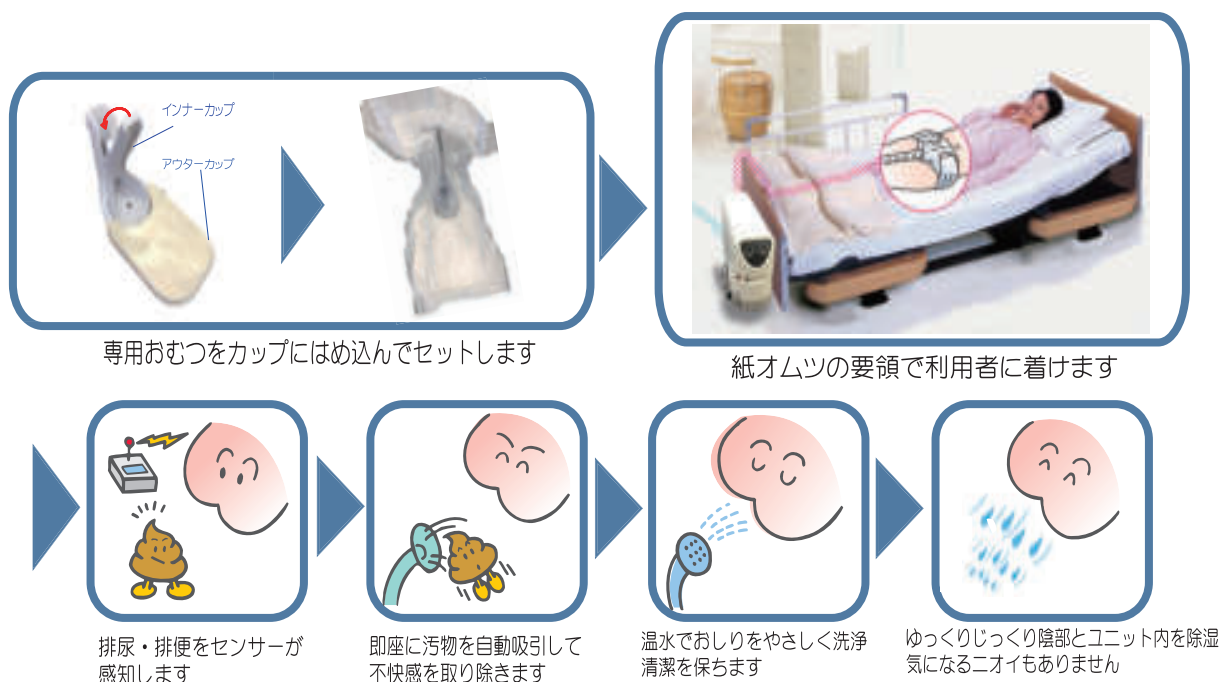 インナーカップ
アウターカップ
専用おむつをカップにはめ込んでセットします
紙オムツの要領で利用者に着けます
排尿・排便をセンサーが
感知します
即座に汚物を自動吸引して
不快感を取り除きます
温水でおしりをやさしく洗浄
清潔を保ちます
ゆっくりじっくり陰部とユニット内を除湿
気になるニオイもありません